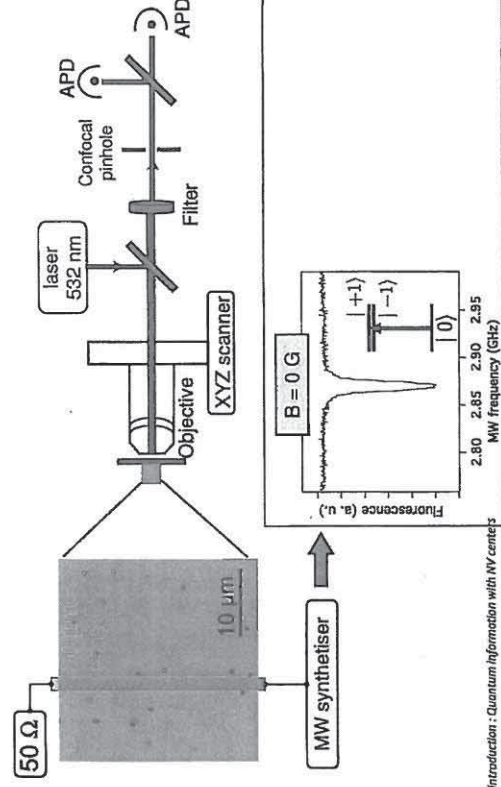 50 Ω
MW synthetiser
10 µm
Objective
XYZ scanner
laser
532 nm
Filter
Confocal
pinhole
APD
APD
B = 0 G
|+1⟩
|−1⟩
|0⟩
Fluorescence (a. u.)
2.80
2.85
2.90
2.95
MW frequency (GHz)
Introduction : Quantum Information with NV centers